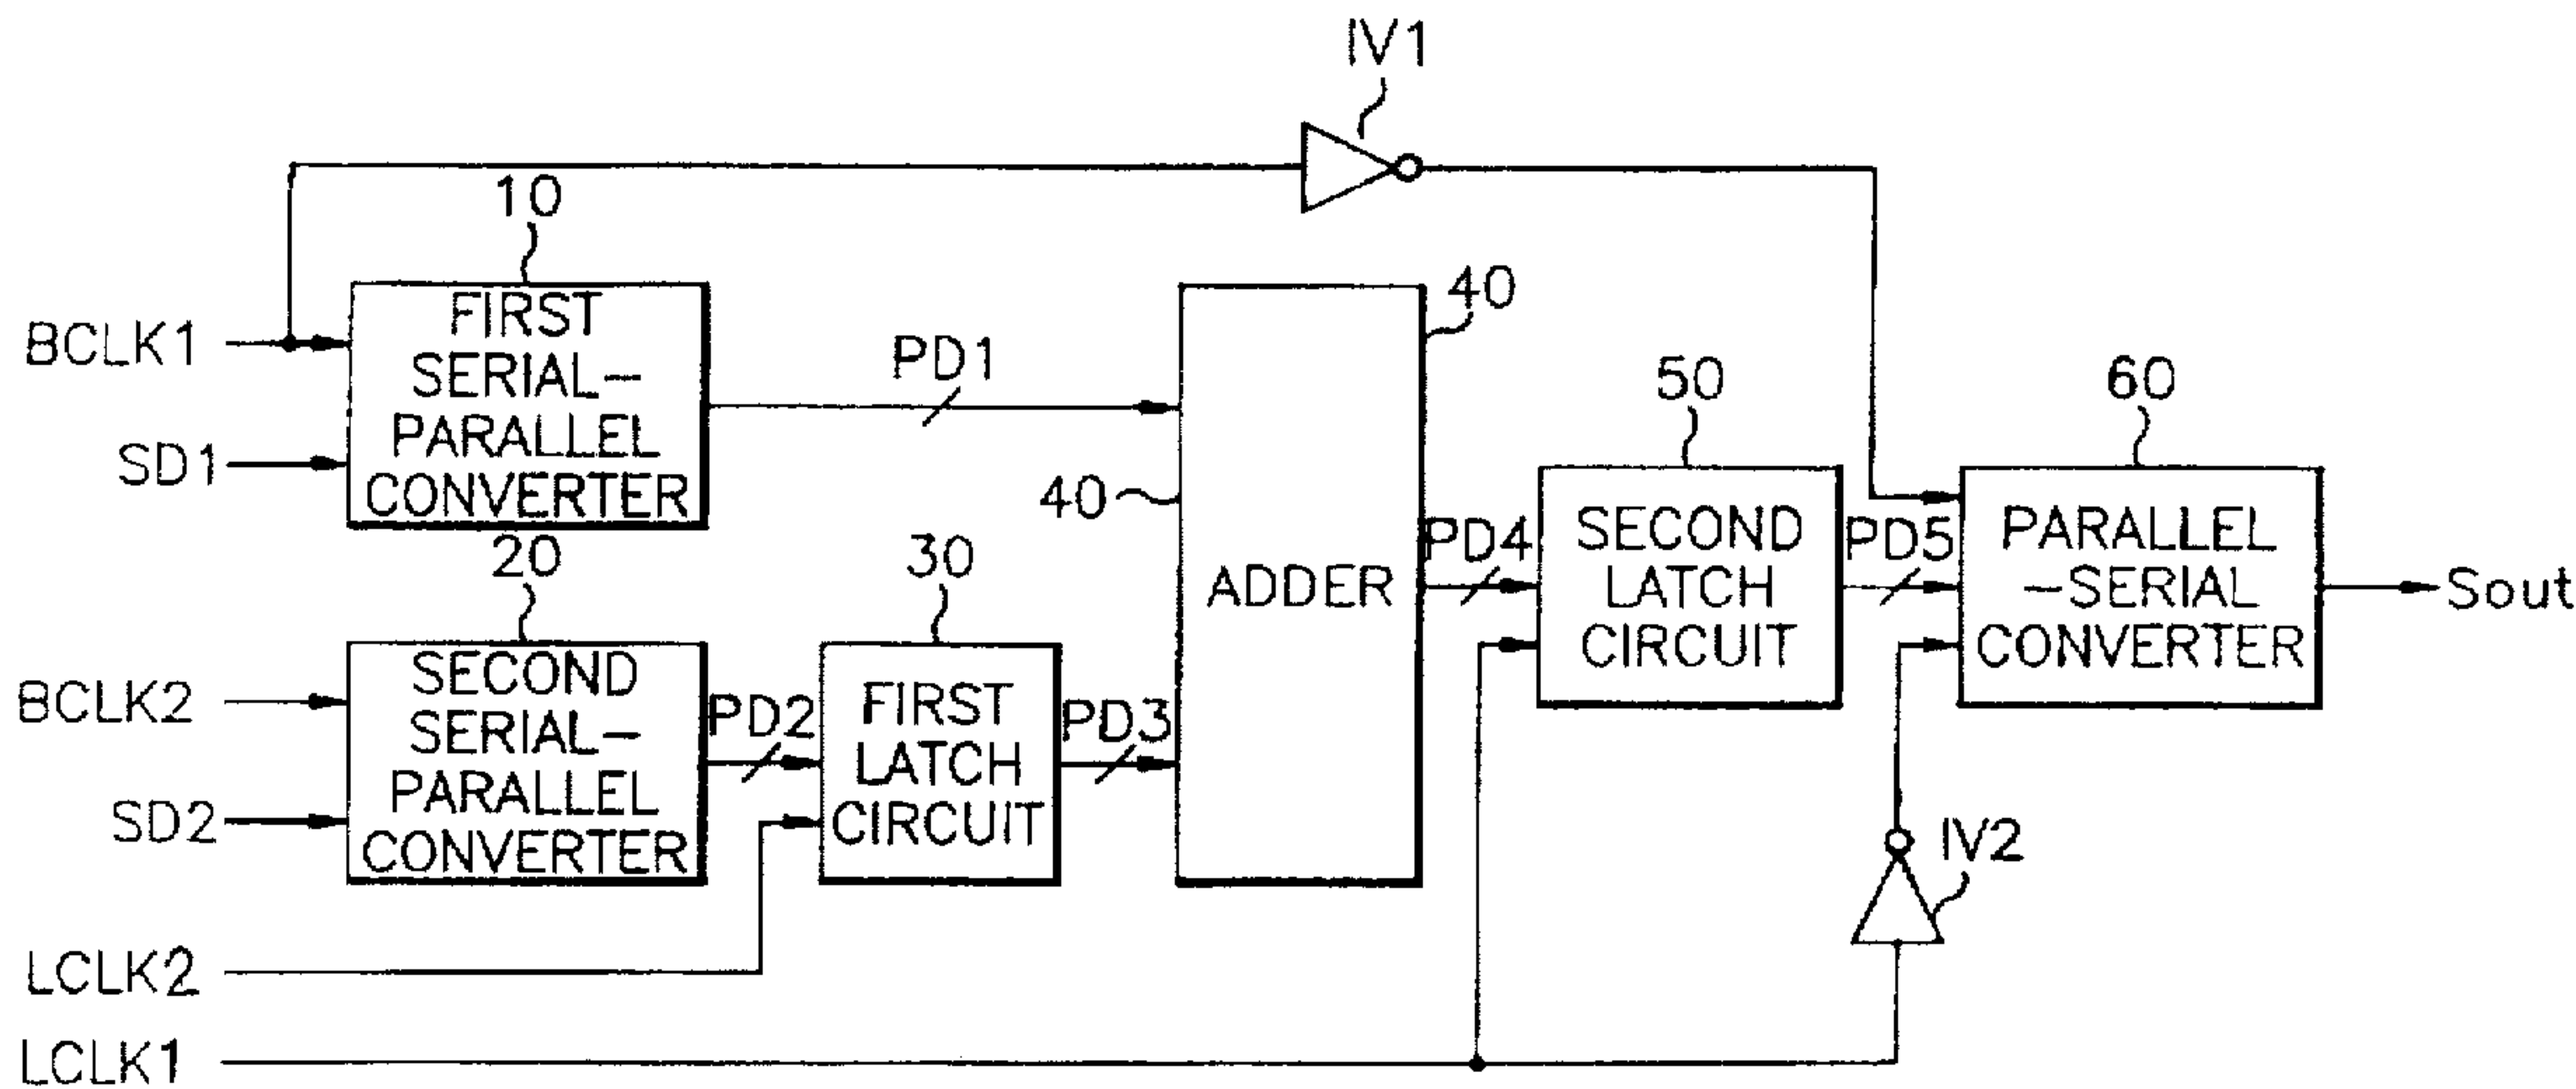 IV1
10
FIRST
SERIAL-
PARALLEL
CONVERTER
BCLK1
SD1
PD1
40
40
ADDER
20
SECOND
SERIAL-
PARALLEL
CONVERTER
BCLK2
SD2
PD2
30
FIRST
LATCH
CIRCUIT
PD3
PD4
50
SECOND
LATCH
CIRCUIT
PD5
60
PARALLEL
-SERIAL
CONVERTER
Sout
IV2
LCLK2
LCLK1